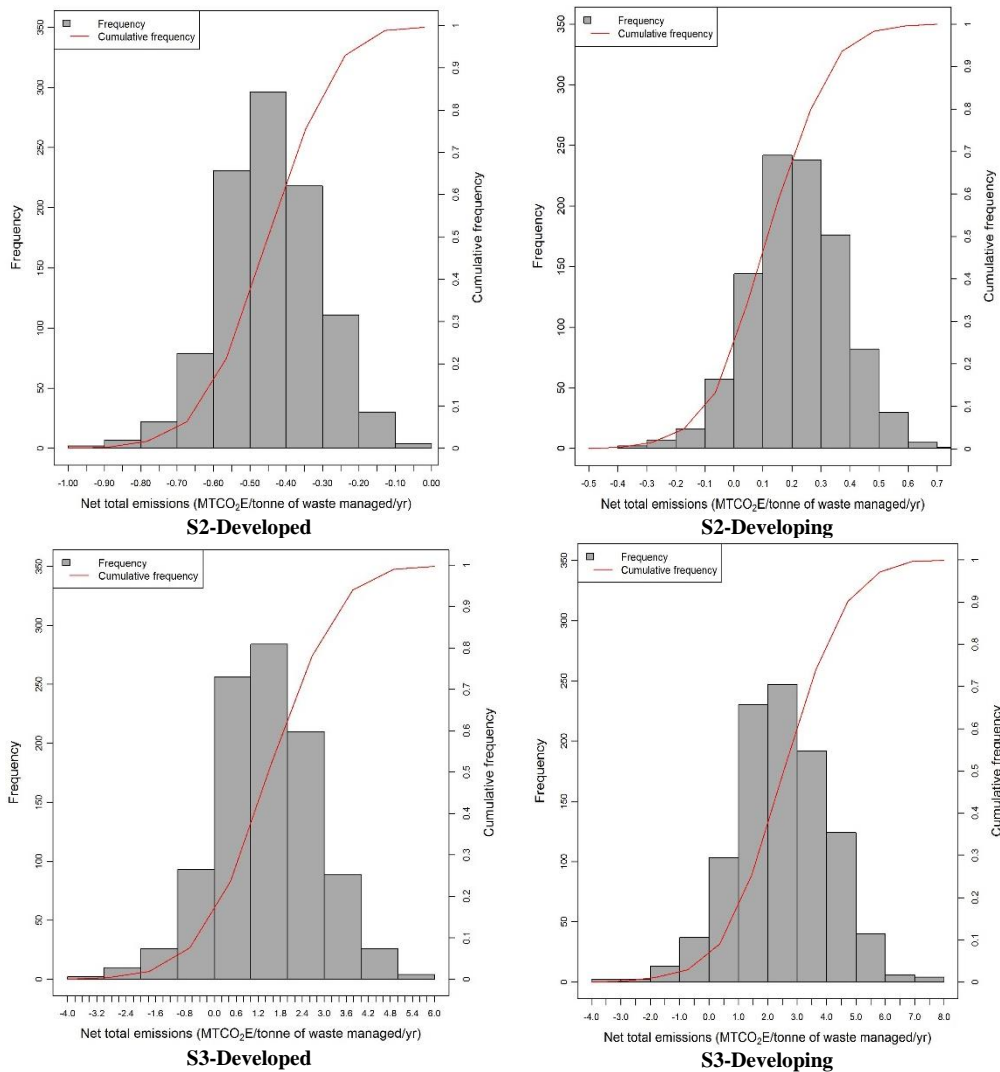 Frequency
Cumulative frequency
350
300
250
200
150
100
50
0
Frequency
1
0.9
0.8
0.7
0.6
0.5
0.4
0.3
0.2
0.1
0
Cumulative frequency
-1.00 -0.90 -0.80 -0.70 -0.60 -0.50 -0.40 -0.30 -0.20 -0.10 0.00
Net total emissions (MTCO₂E/tonne of waste managed/yr)
S2-Developed
Frequency
Cumulative frequency
350
300
250
200
150
100
50
0
Frequency
1
0.9
0.8
0.7
0.6
0.5
0.4
0.3
0.2
0.1
0
Cumulative frequency
-0.5 -0.4 -0.3 -0.2 -0.1 0.0 0.1 0.2 0.3 0.4 0.5 0.6 0.7
Net total emissions (MTCO₂E/tonne of waste managed/yr)
S2-Developing
Frequency
Cumulative frequency
350
300
250
200
150
100
50
0
Frequency
1
0.9
0.8
0.7
0.6
0.5
0.4
0.3
0.2
0.1
0
Cumulative frequency
-4.0 -3.2 -2.4 -1.6 -0.8 0.0 0.6 1.2 1.8 2.4 3.0 3.6 4.2 4.8 5.4 6.0
Net total emissions (MTCO₂E/tonne of waste managed/yr)
S3-Developed
Frequency
Cumulative frequency
350
300
250
200
150
100
50
0
Frequency
1
0.9
0.8
0.7
0.6
0.5
0.4
0.3
0.2
0.1
0
Cumulative frequency
-4.0 -3.0 -2.0 -1.0 0.0 1.0 2.0 3.0 4.0 5.0 6.0 7.0 8.0
Net total emissions (MTCO₂E/tonne of waste managed/yr)
S3-Developing